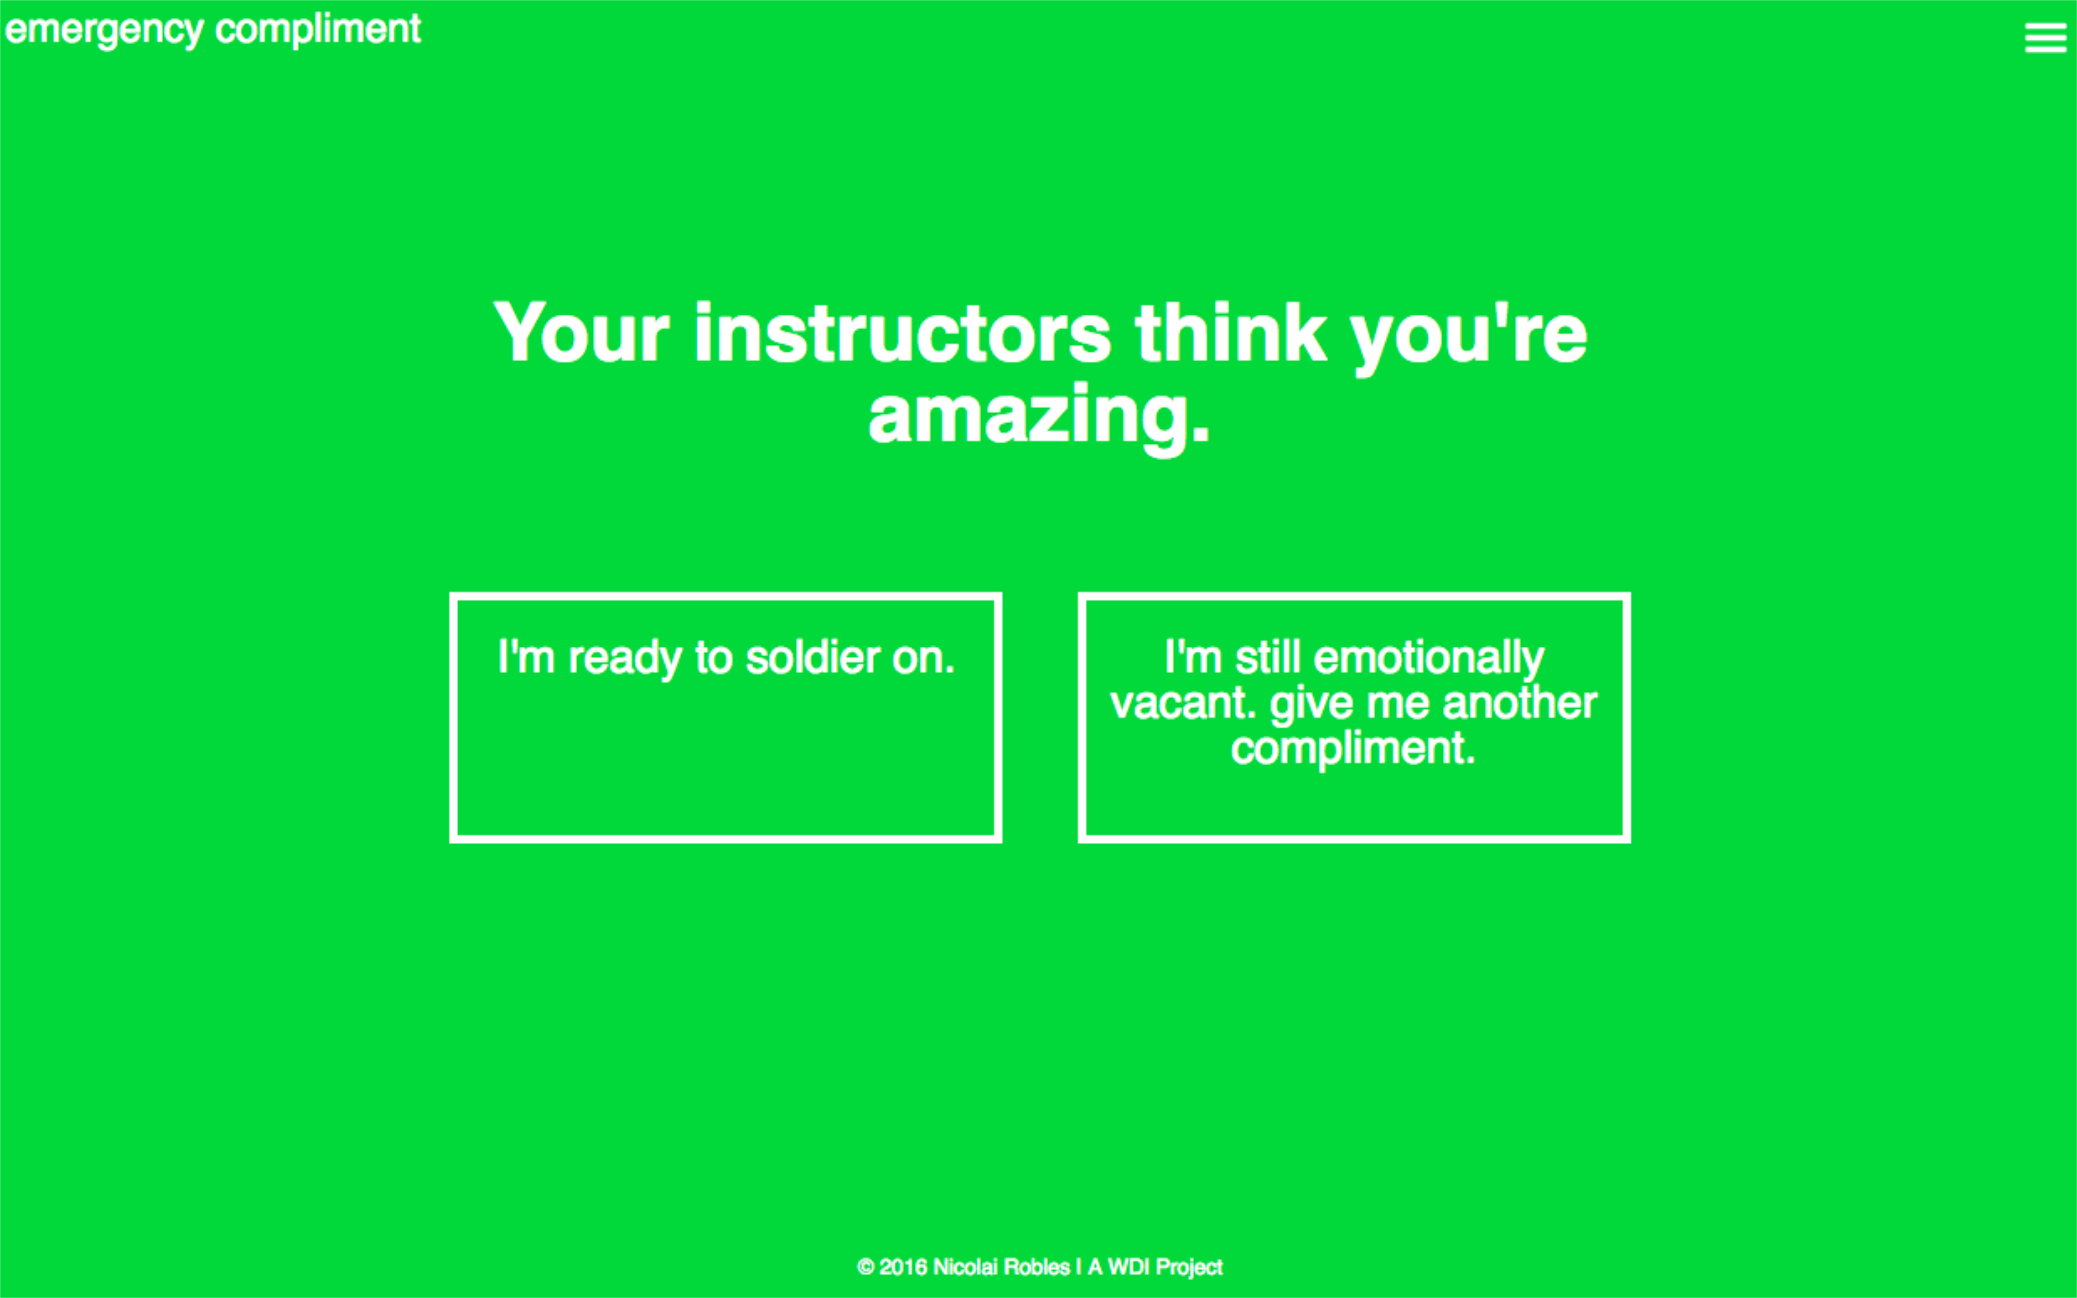 emergency compliment
Your instructors think you're
amazing.
I'm ready to soldier on.
I'm still emotionally
vacant. give me another
compliment.
© 2016 Nicolai Robles | A WDI Project